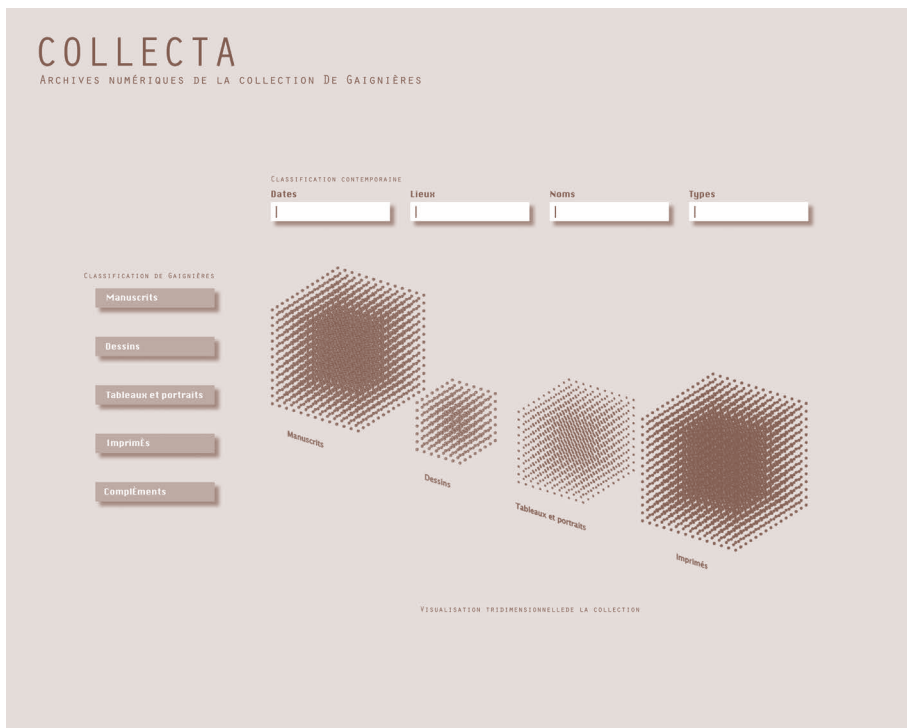 COLLECTA
Archives numériques de la collection De Gaignières
Classification contemporaine
Dates Lieux Noms Types
Classification de Gaignières
Manuscrits
Dessins
Tableaux et portraits
ImprimÉs
ComplÉments
Manuscrits
Dessins
Tableaux et portraits
Imprimés
Visualisation tridimensionnellede la collection